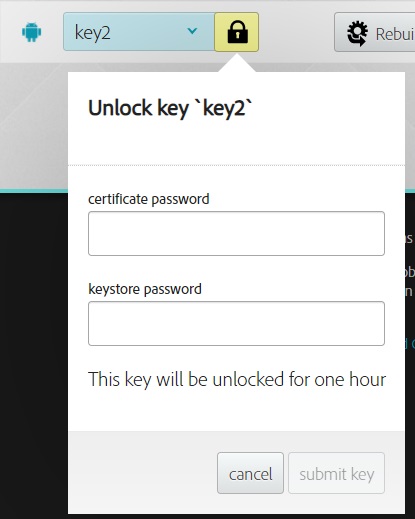 key2
Rebui
Unlock key `key2`
certificate password
keystore password
This key will be unlocked for one hour
cancel
submit key